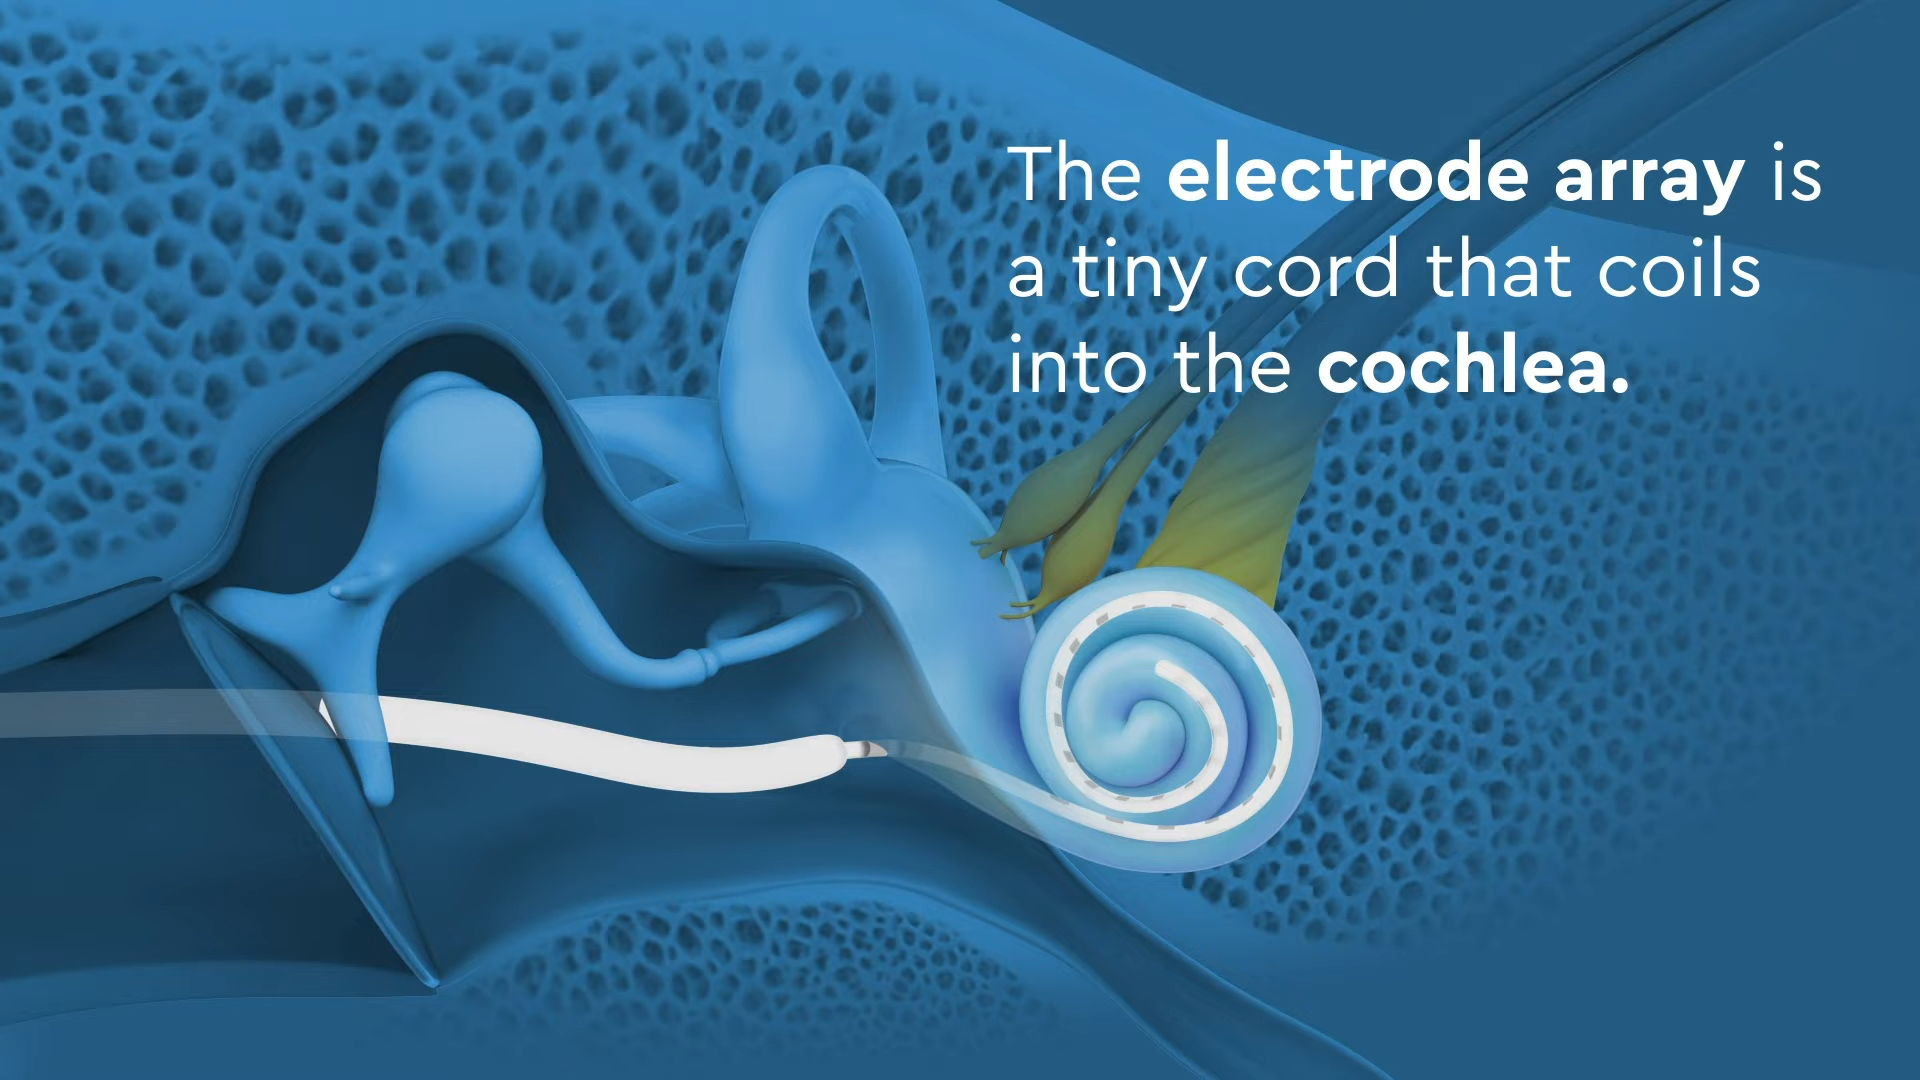 The electrode array is
a tiny cord that coils
into the cochlea.